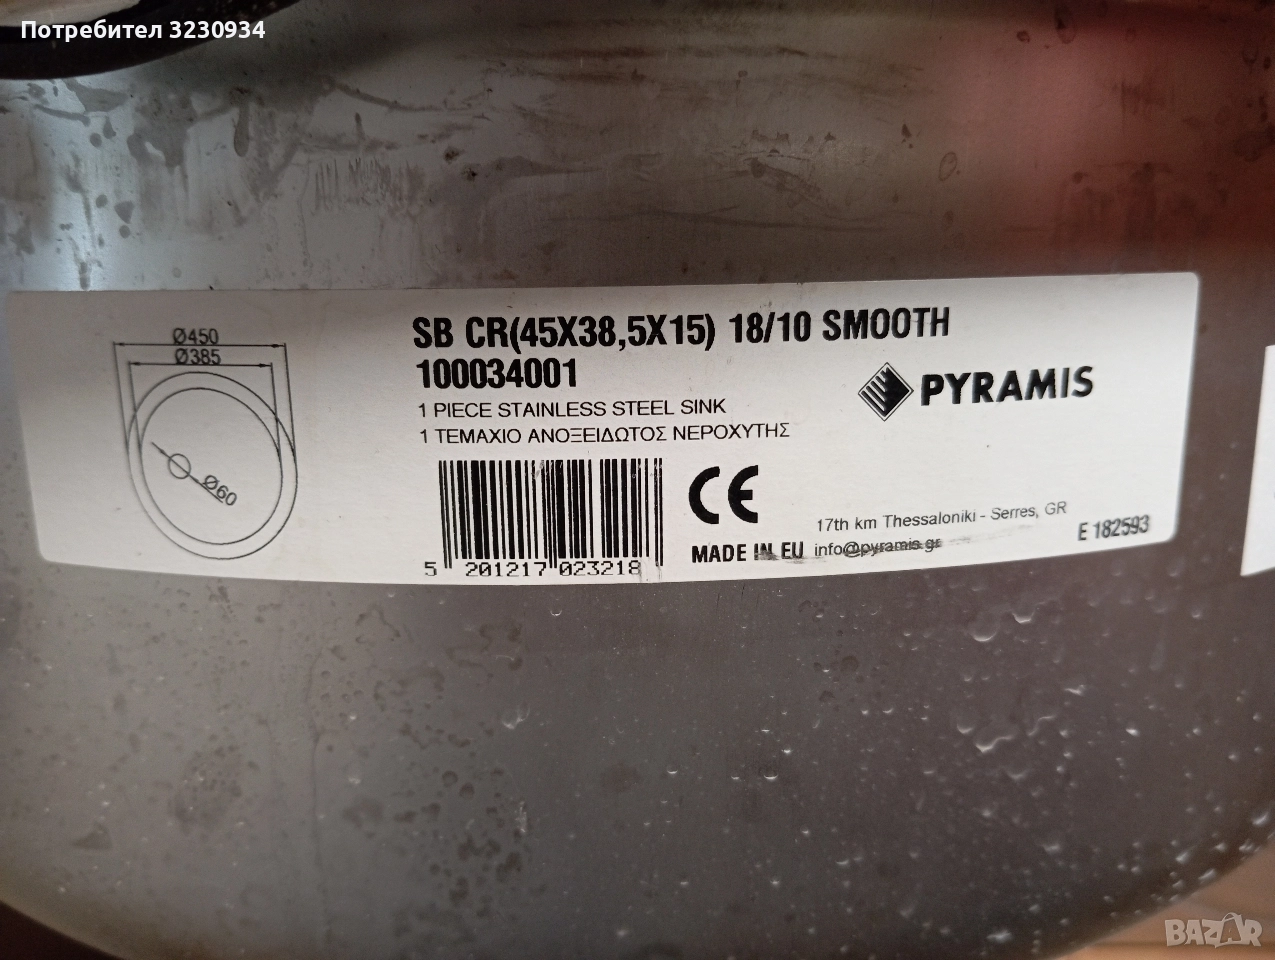 Потребител 3230934
Ø450
Ø385
Ø60
SB CR(45X38,5X15) 18/10 SMOOTH
100034001
1 PIECE STAINLESS STEEL SINK
1 ΤΕΜΑΧΙΟ ΑΝΟΞΕΙΔΩΤΟΣ ΝΕΡΟΧΥΤΗΣ
PYRAMIS
CE
5 201217 023218
MADE IN EU
17th km Thessaloniki - Serres, GR
info@pyramis.gr
E 182593
BAZAR